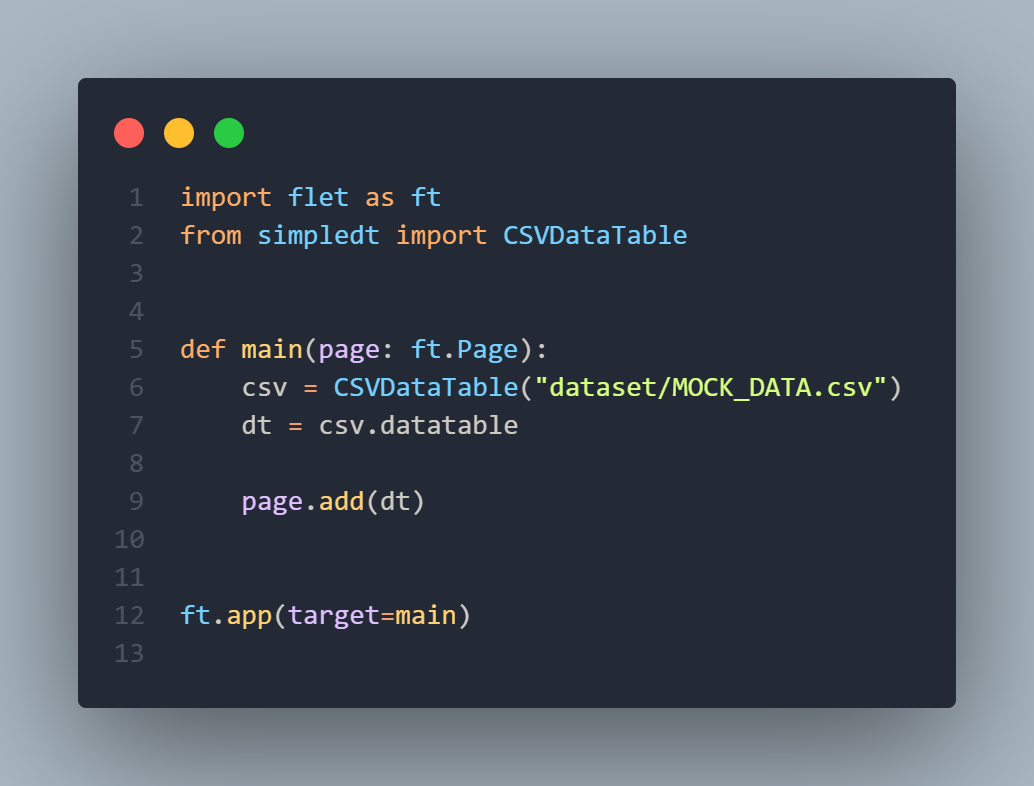 1 import flet as ft
2 from simpledt import CSVDataTable
3
4
5 def main(page: ft.Page):
6     csv = CSVDataTable("dataset/MOCK_DATA.csv")
7     dt = csv.datatable
8
9     page.add(dt)
10
11
12 ft.app(target=main)
13